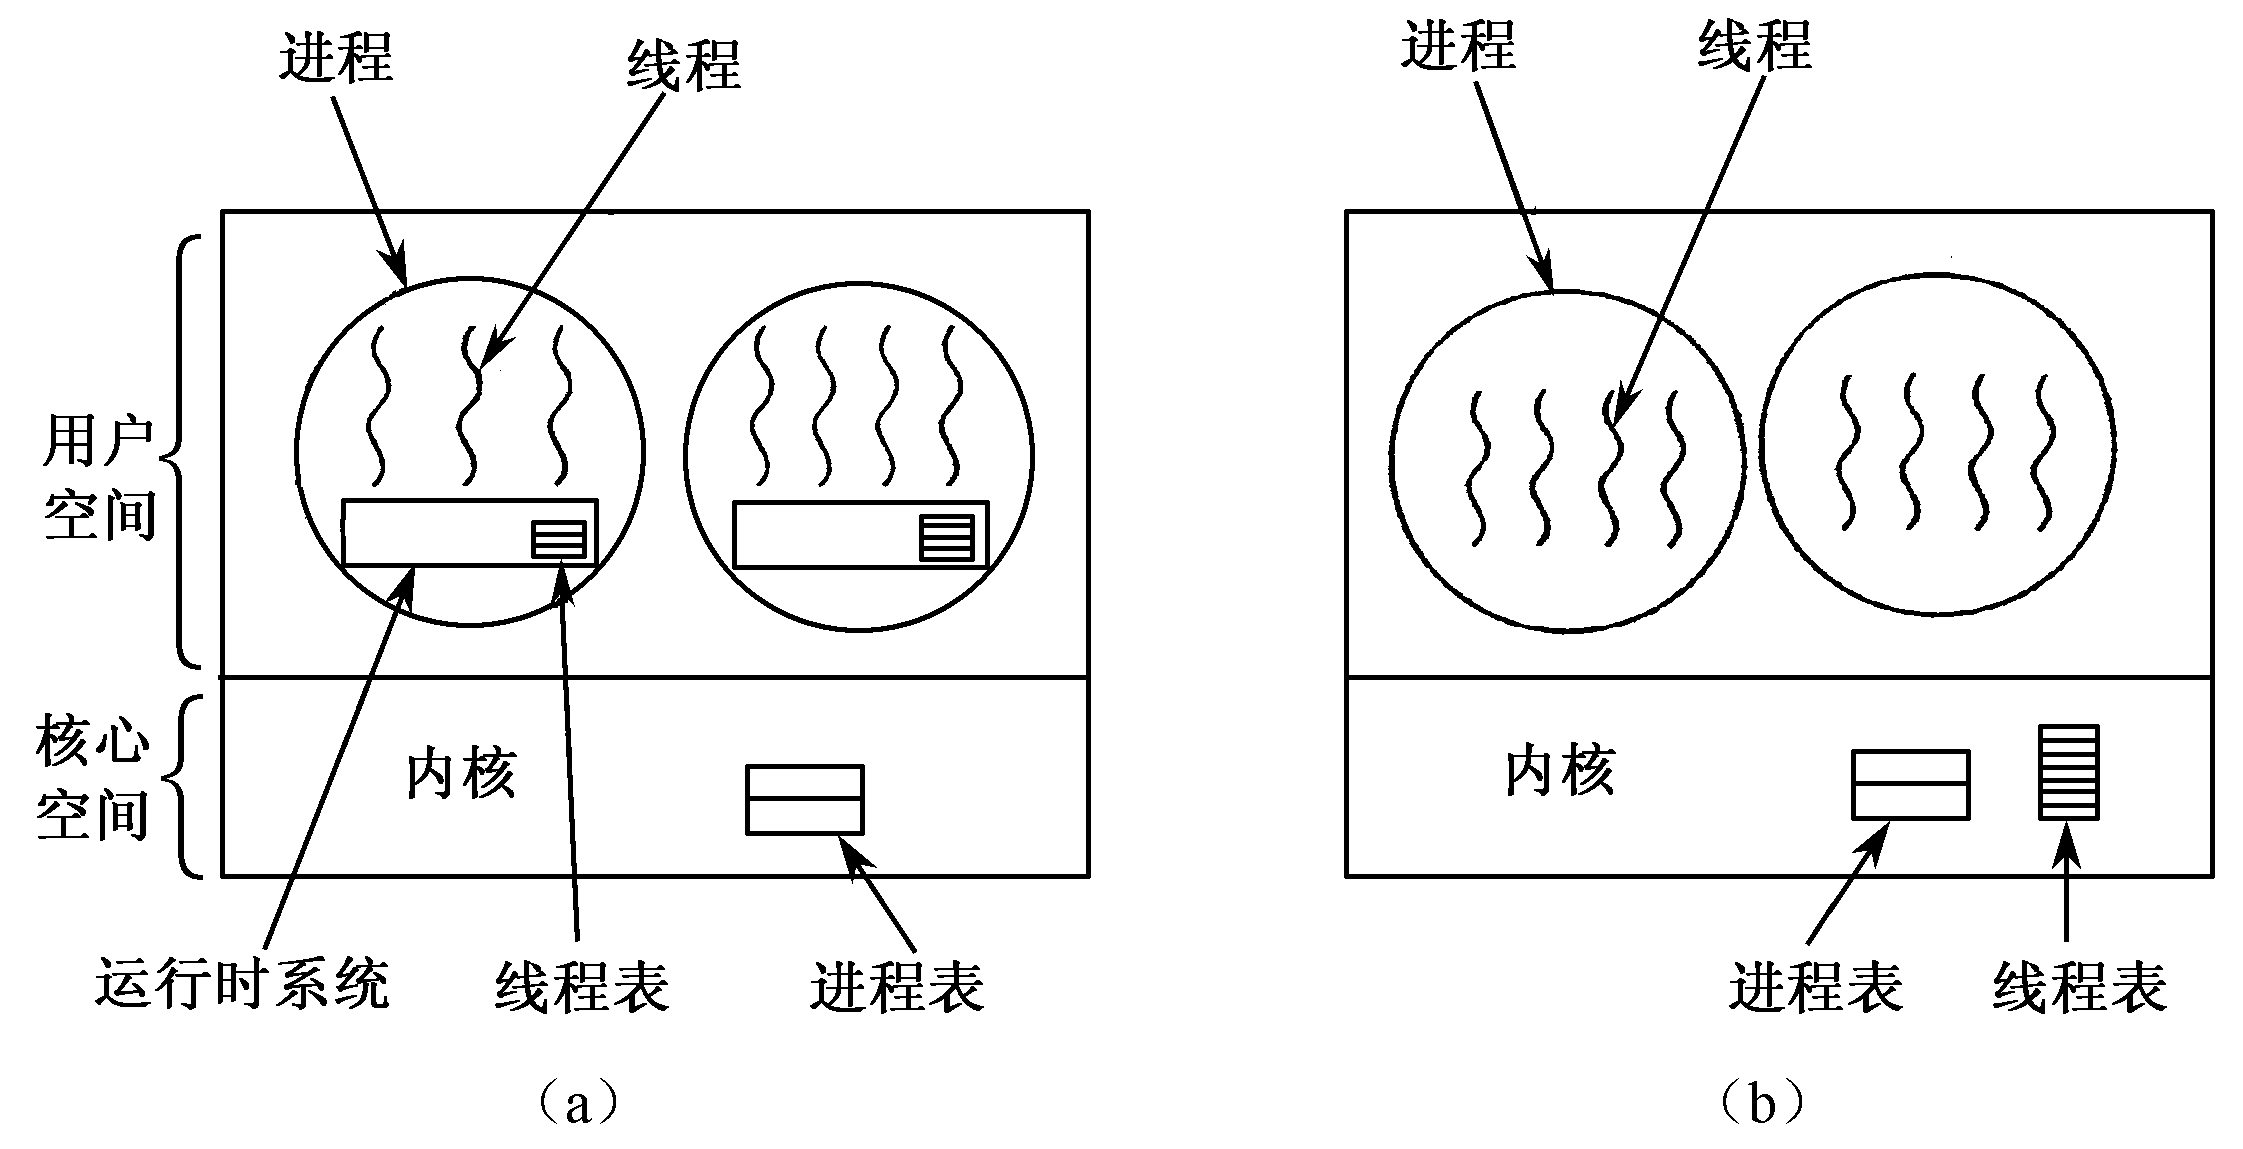 进程
线程
进程
线程
用户
空间
核心
空间
内核
内核
运行时系统
线程表
进程表
进程表
线程表
（a）
（b）